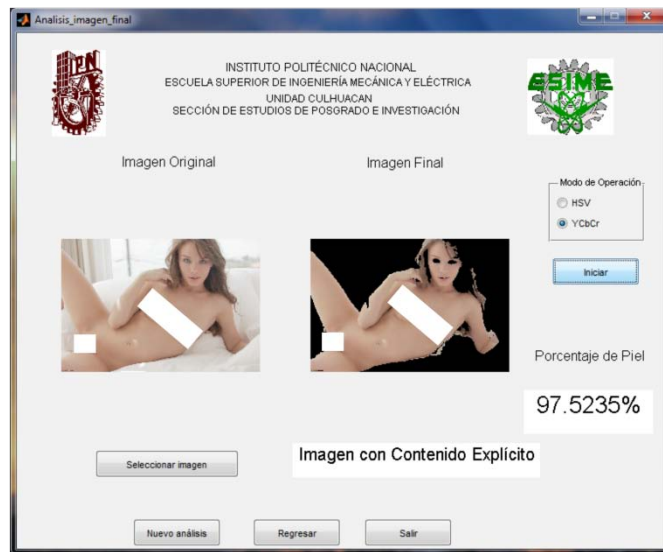 Analisis_imagen_final
IPN
INSTITUTO POLITÉCNICO NACIONAL
ESCUELA SUPERIOR DE INGENIERÍA MECÁNICA Y ELÉCTRICA
UNIDAD CULHUACAN
SECCIÓN DE ESTUDIOS DE POSGRADO E INVESTIGACIÓN
ESIME
Imagen Original
Imagen Final
Modo de Operación
HSV
YCbCr
Iniciar
Porcentaje de Piel
97.5235%
Imagen con Contenido Explícito
Seleccionar imagen
Nuevo análisis
Regresar
Salir